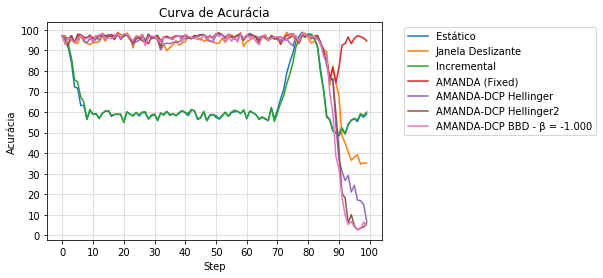 Curva de Acurácia
Acurácia
100
90
80
70
60
50
40
30
20
10
0
0 10 20 30 40 50 60 70 80 90 100
Step
Estático
Janela Deslizante
Incremental
AMANDA (Fixed)
AMANDA-DCP Hellinger
AMANDA-DCP Hellinger2
AMANDA-DCP BBD - β = -1.000